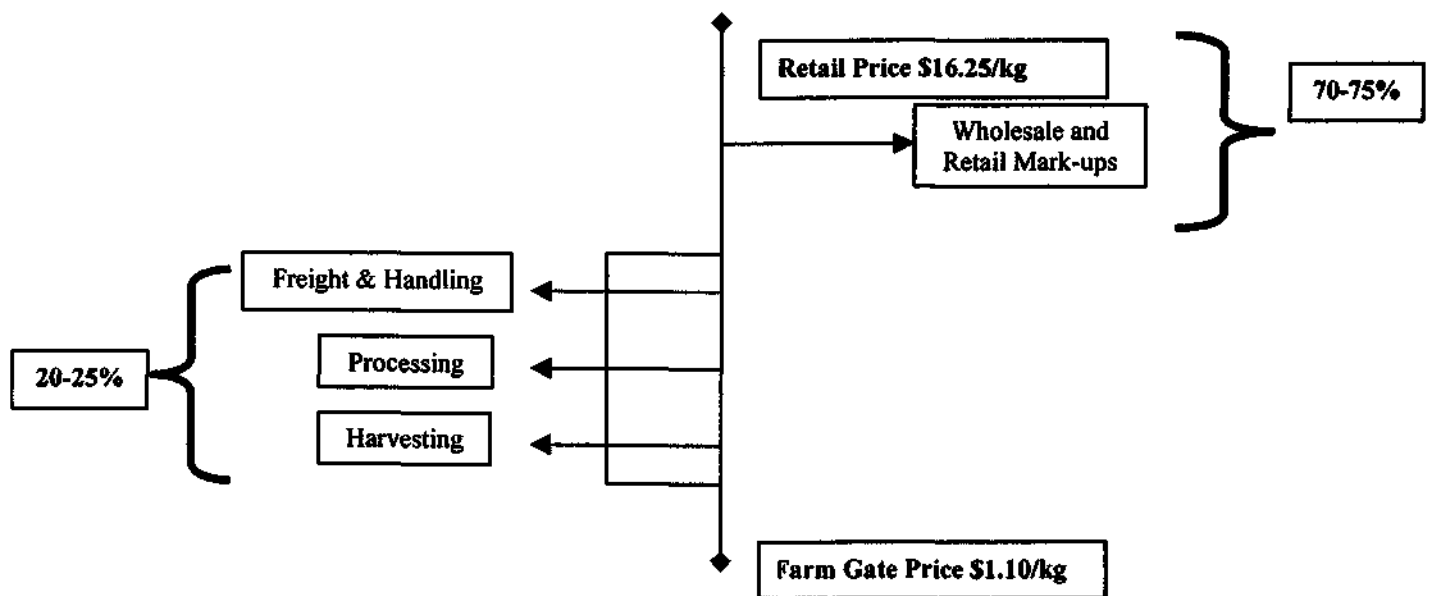 Retail Price $16.25/kg
70-75%
Wholesale and
Retail Mark-ups
Freight & Handling
Processing
20-25%
Harvesting
Farm Gate Price $1.10/kg